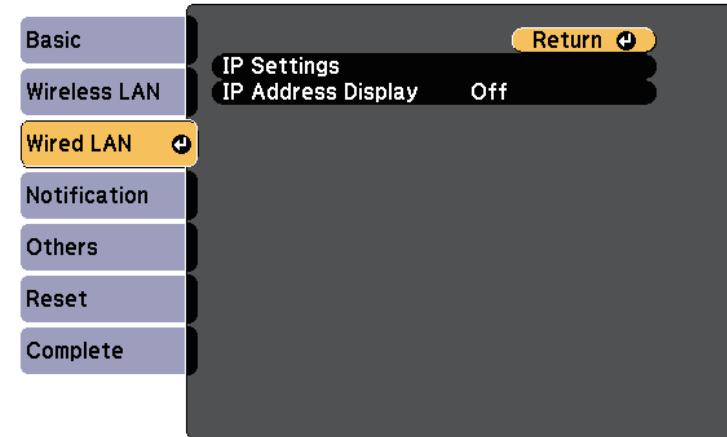 Basic
Wireless LAN
Wired LAN
Notification
Others
Reset
Complete
Return
IP Settings
IP Address Display Off